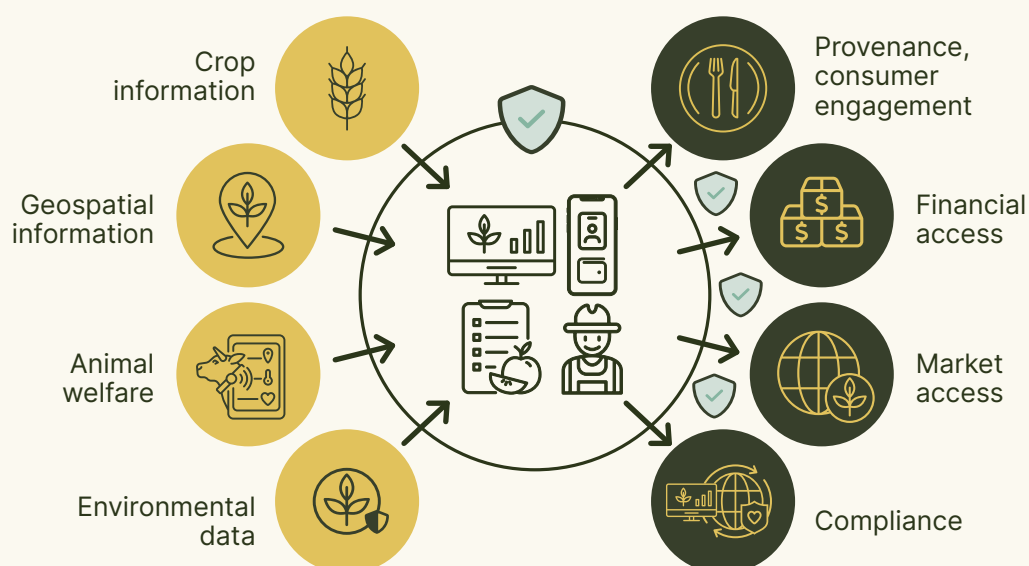 Crop
information
Geospatial
information
Animal
welfare
Environmental
data
Provenance,
consumer
engagement
$
$ $
Financial
access
Market
access
Compliance